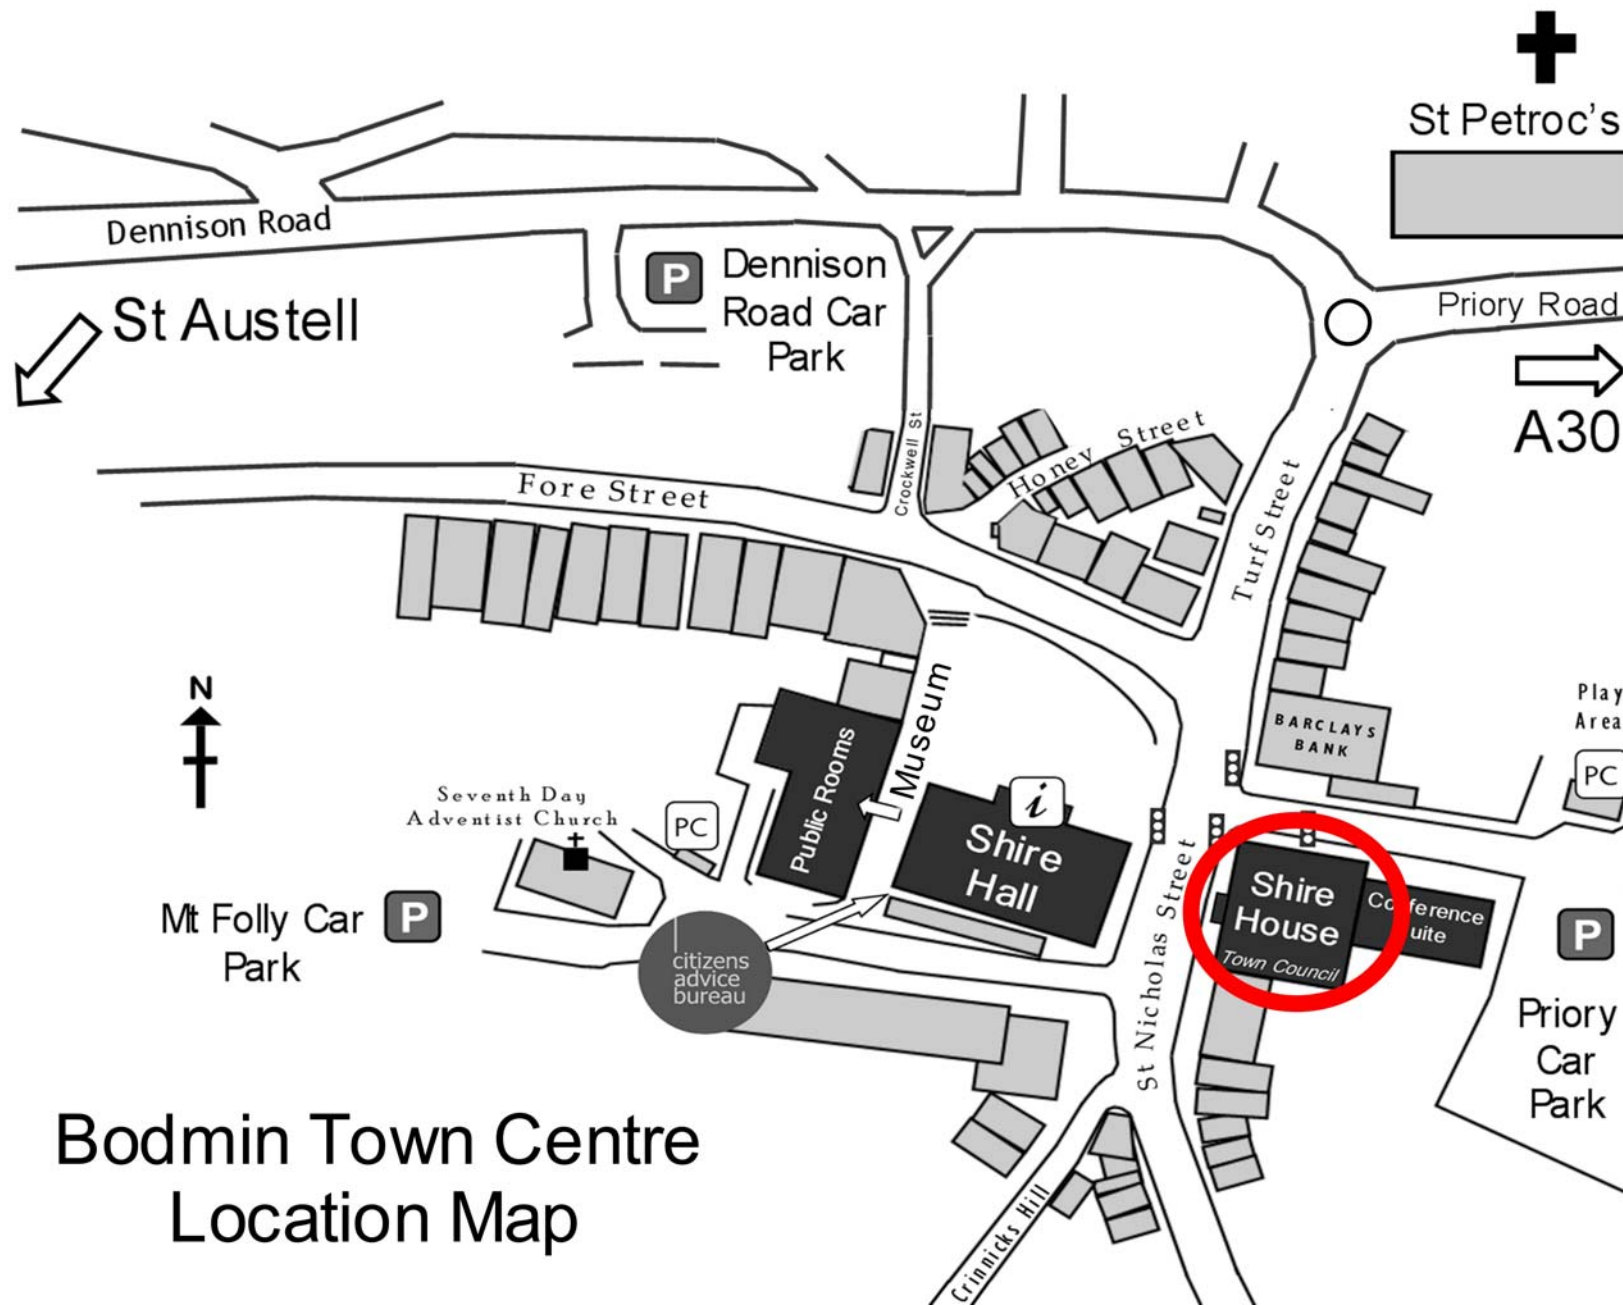 St Petroc's
Dennison Road
P
Dennison
Road Car
Park
Priory Road
St Austell
A30
Crockwell St
Honey Street
Fore Street
Turf Street
N
Museum
BARCLAYS
BANK
Play
Area
PC
Public Rooms
Seventh Day
Adventist Church
PC
i
Shire
Hall
St Nicholas Street
Shire
House
Town Council
Mt Folly Car
Park
P
citizens
advice
bureau
P
Priory
Car
Park
Bodmin Town Centre
Location Map
Crinnicks Hill